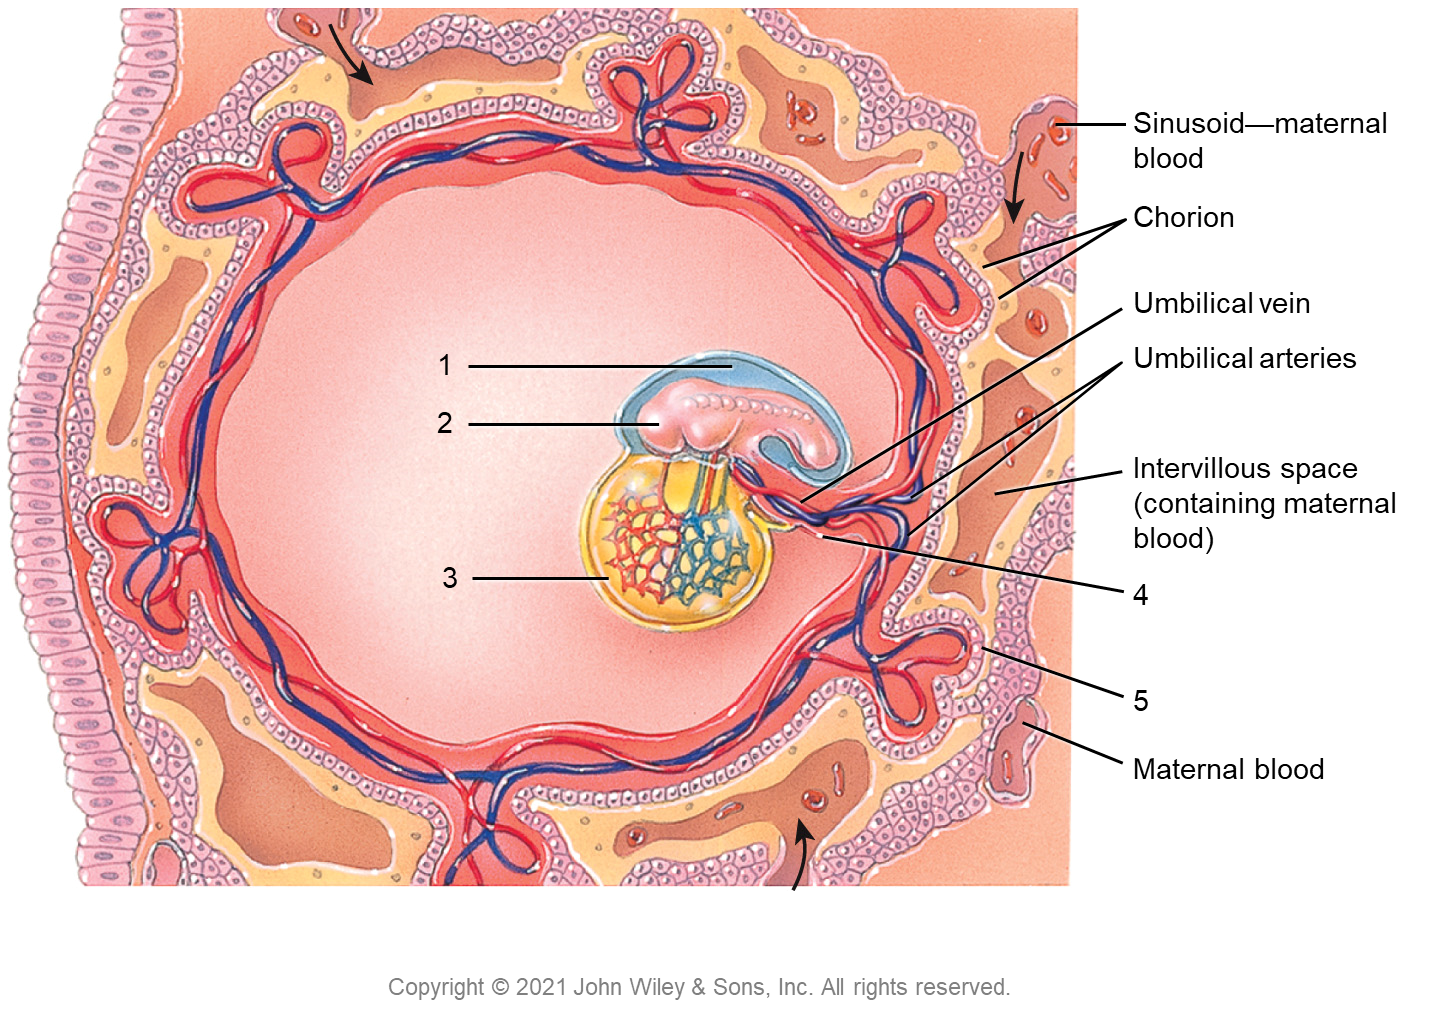 Sinusoid—maternal
blood
Chorion
Umbilical vein
Umbilical arteries
1
2
Intervillous space
(containing maternal
blood)
3
4
5
Maternal blood
Copyright © 2021 John Wiley & Sons, Inc. All rights reserved.